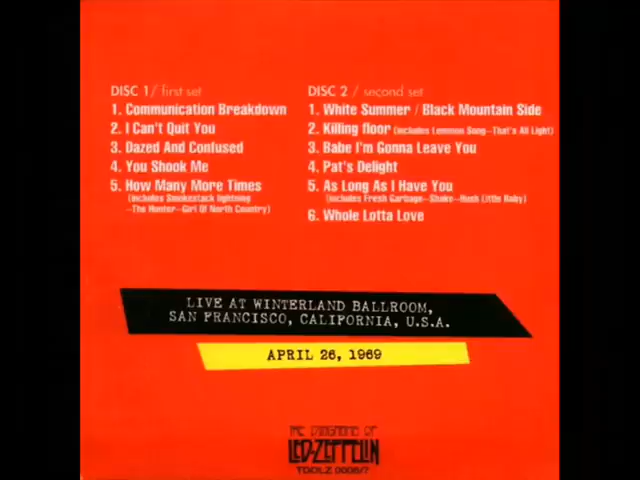 DISC 1/ first set
1. Communication Breakdown
2. I Can't Quit You
3. Dazed And Confused
4. You Shook Me
5. How Many More Times
(includes Smokestack lightning
-The Hunter-Girl Of North Country)
DISC 2 / second set
1. White Summer / Black Mountain Side
2. Killing floor (includes Lemmon Song-That's All Light)
3. Babe I'm Gonna Leave You
4. Pat's Delight
5. As Long As I Have You
(includes Fresh Garbage-Shake-Hush Little Baby)
6. Whole Lotta Love
LIVE AT WINTERLAND BALLROOM,
SAN FRANCISCO, CALIFORNIA, U.S.A.
APRIL 26, 1969
OF
LED-ZEPPELIN